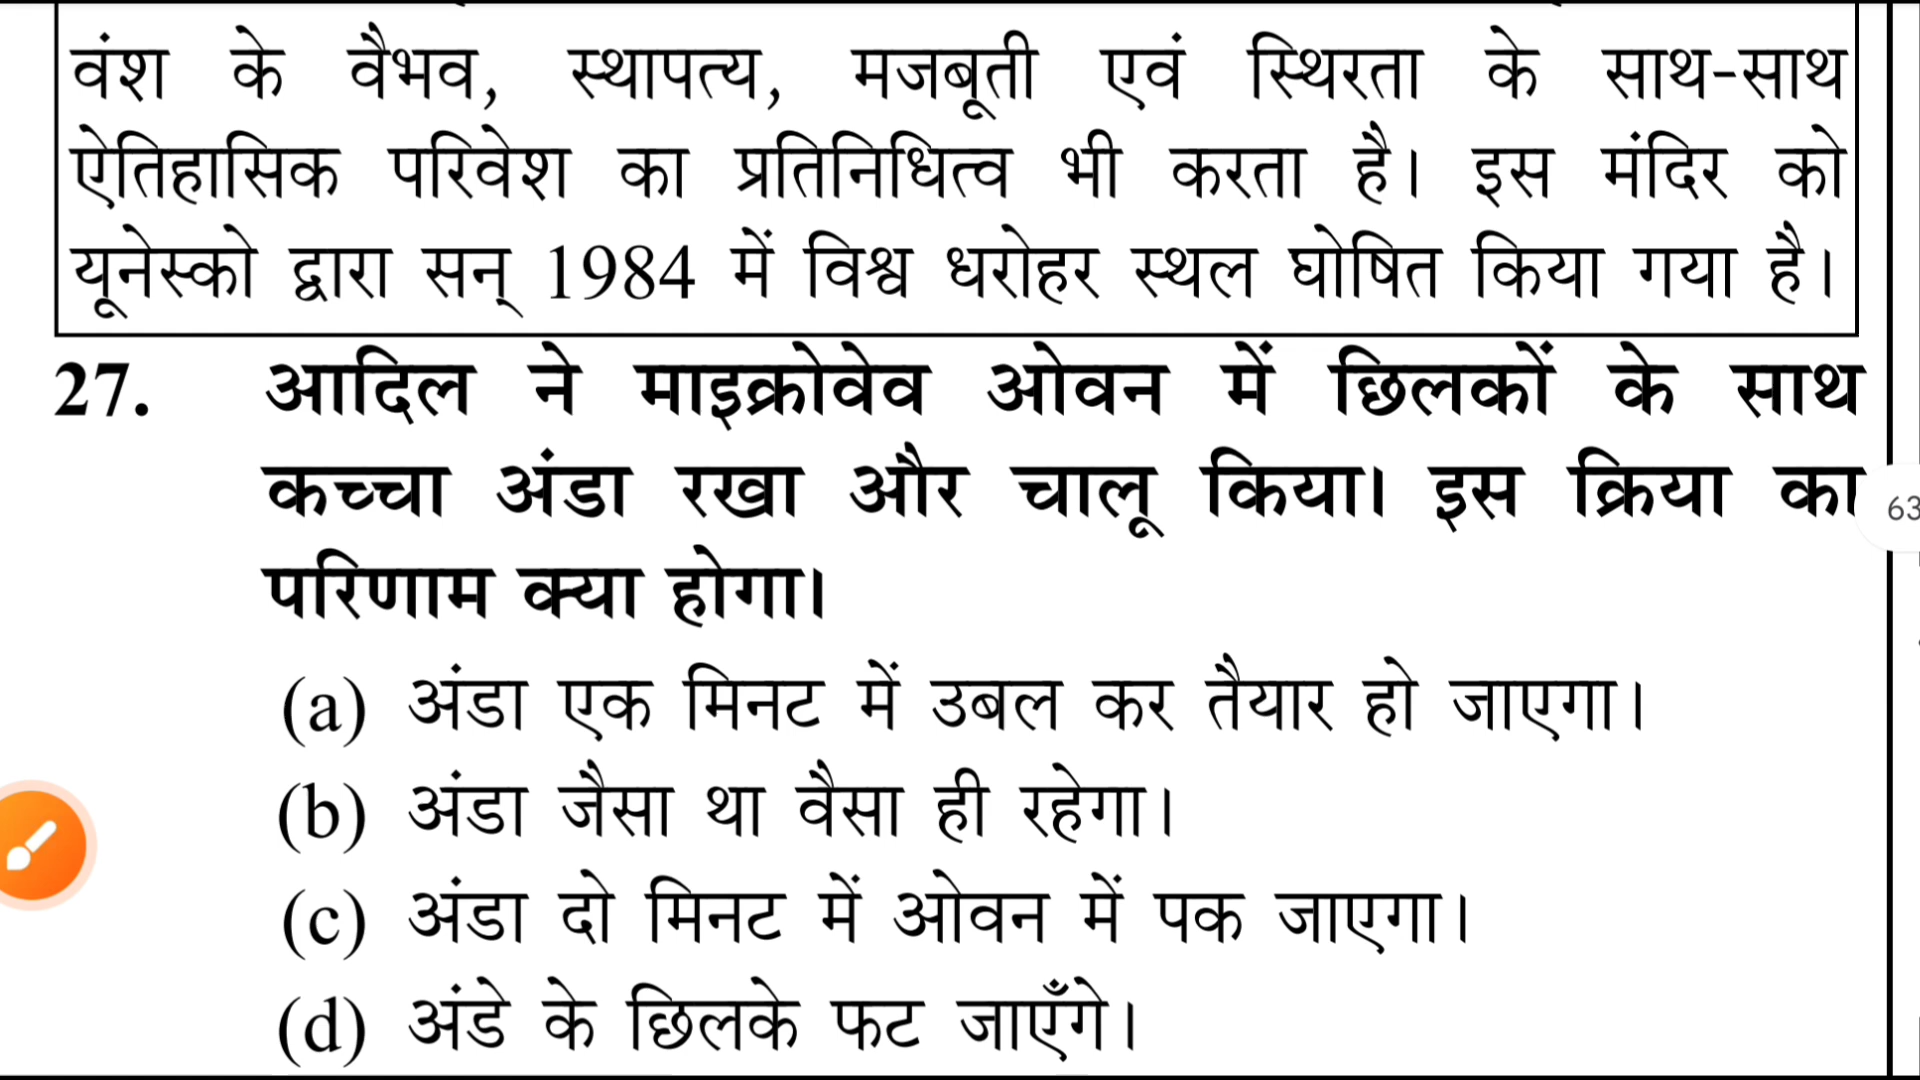 वंश के वैभव, स्थापत्य, मजबूती एवं स्थिरता के साथ-साथ
ऐतिहासिक परिवेश का प्रतिनिधित्व भी करता है। इस मंदिर को
यूनेस्को द्वारा सन् 1984 में विश्व धरोहर स्थल घोषित किया गया है।
27. आदिल ने माइक्रोवेव ओवन में छिलकों के साथ
कच्चा अंडा रखा और चालू किया। इस क्रिया का
63
परिणाम क्या होगा।
(a) अंडा एक मिनट में उबल कर तैयार हो जाएगा।
(b) अंडा जैसा था वैसा ही रहेगा।
(c) अंडा दो मिनट में ओवन में पक जाएगा।
(d) अंडे के छिलके फट जाएँगे।